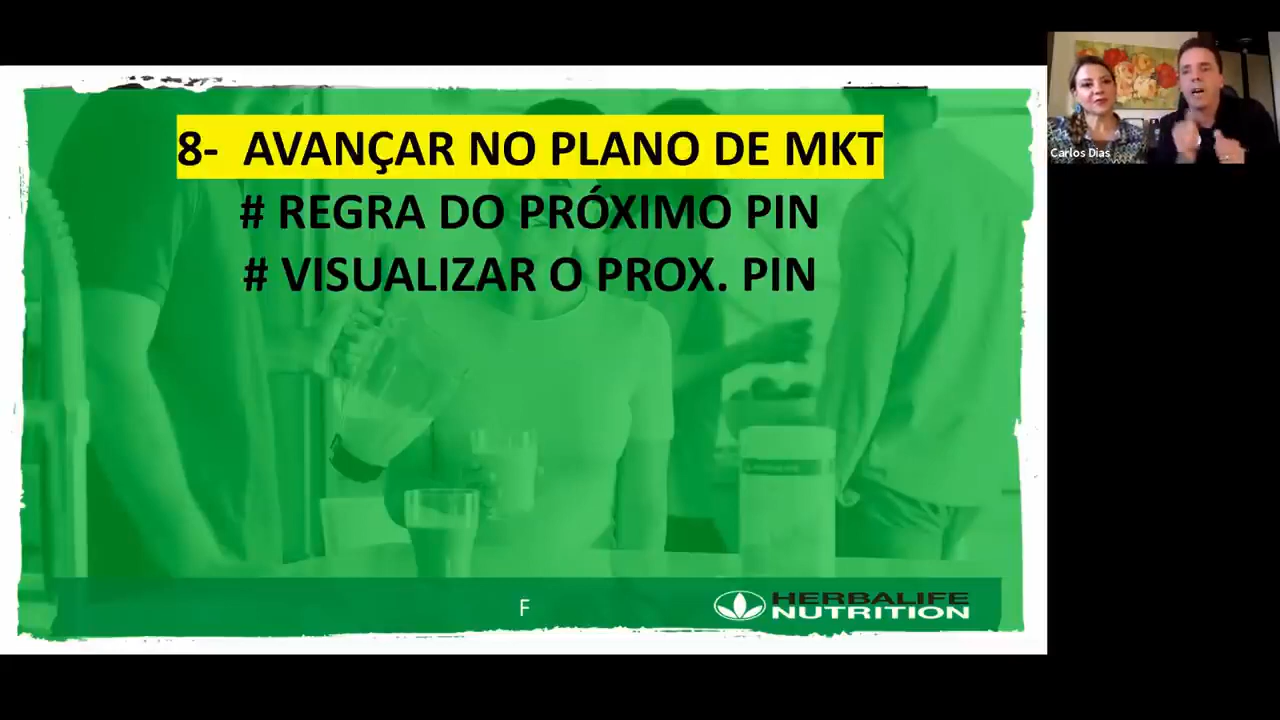 8- AVANÇAR NO PLANO DE MKT
# REGRA DO PRÓXIMO PIN
# VISUALIZAR O PROX. PIN
Carlos Dias
F
HERBALIFE
NUTRITION